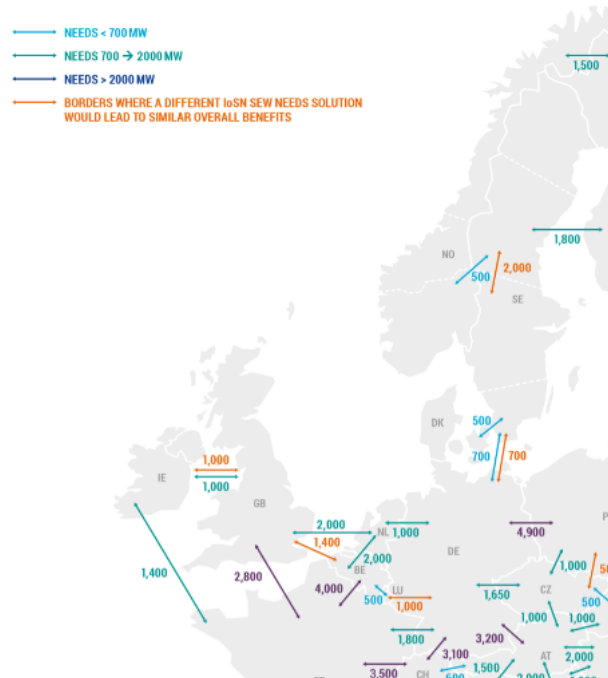 NEEDS < 700 MW
NEEDS 700 → 2000 MW
NEEDS > 2000 MW
BORDERS WHERE A DIFFERENT IoSN SEW NEEDS SOLUTION
WOULD LEAD TO SIMILAR OVERALL BENEFITS
1,500
1,800
NO
500
2,000
SE
DK
500
700
700
1,000
IE
1,000
GB
2,000
NL
1,000
4,900
1,400
2,000
DE
BE
1,000
1,400
2,800
4,000
500
LU
1,000
1,650
CZ
500
1,000
1,000
1,800
3,100
3,200
AT
2,000
3,500
CH
1,500